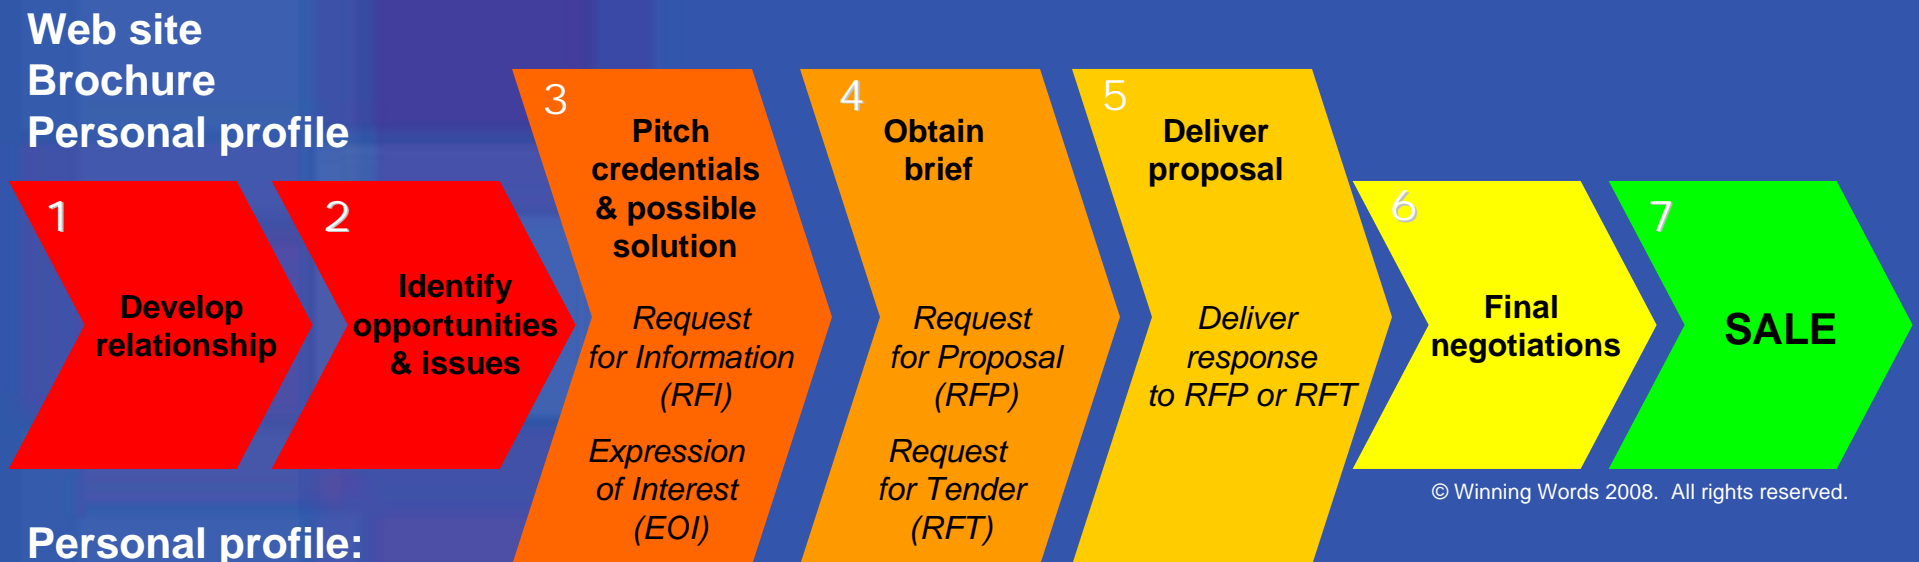 Web site
Brochure
Personal profile
1
Develop
relationship
2
Identify
opportunities
& issues
3
Pitch
credentials
& possible
solution
Request
for Information
(RFI)
Expression
of Interest
(EOI)
4
Obtain
brief
Request
for Proposal
(RFP)
Request
for Tender
(RFT)
5
Deliver
proposal
Deliver
response
to RFP or RFT
6
Final
negotiations
7
SALE
© Winning Words 2008. All rights reserved.
Personal profile: